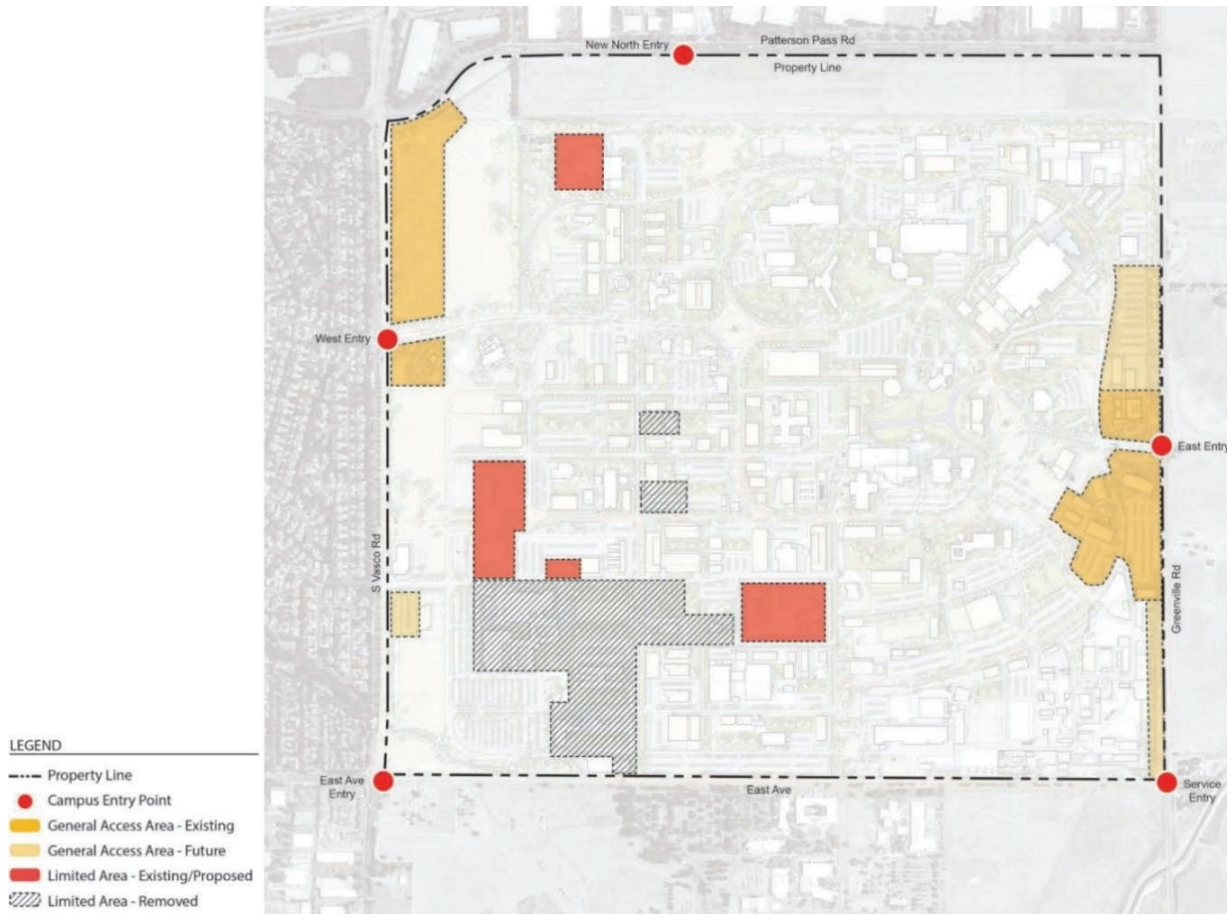 New North Entry
Patterson Pass Rd
Property Line
West Entry
East Entry
S Vasco Rd
Greenville Rd
East Ave
Entry
East Ave
Service
Entry
LEGEND
Property Line
Campus Entry Point
General Access Area - Existing
General Access Area - Future
Limited Area - Existing/Proposed
Limited Area - Removed